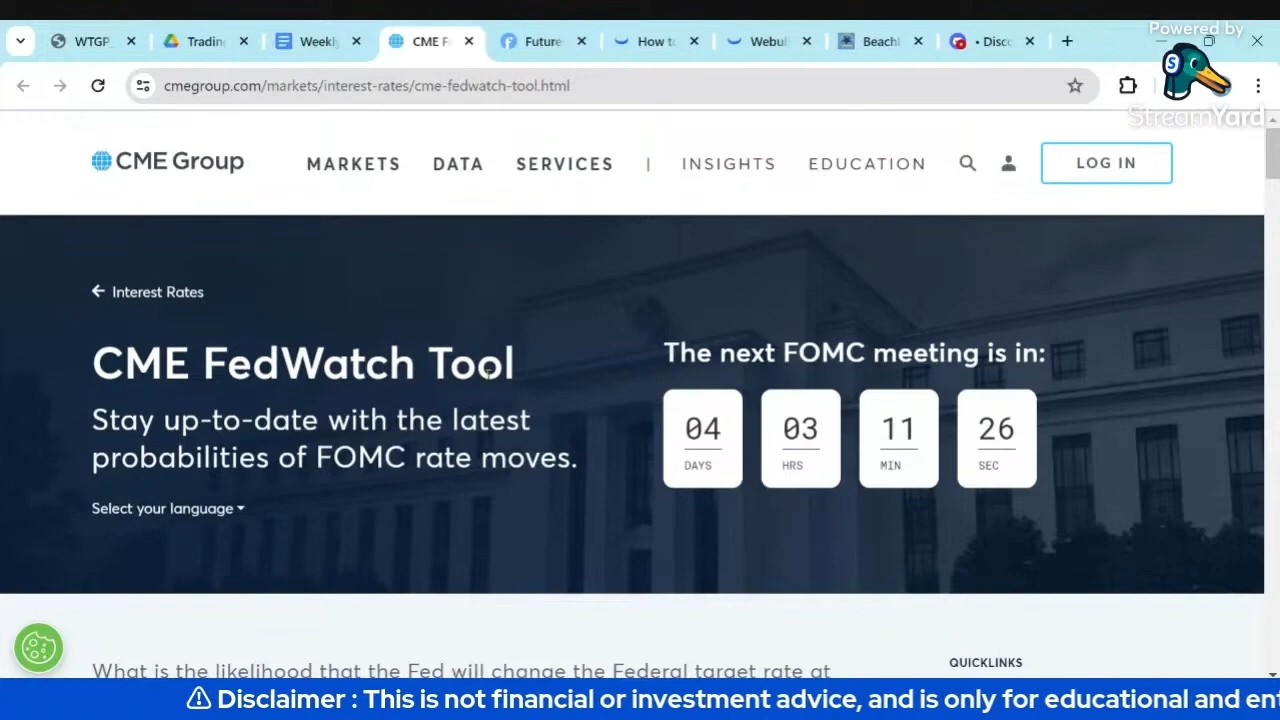 Powered by
WTGP
Trading
Weekly
CME F
Future
How to
Webul
Beachl
• Disc
cmegroup.com/markets/interest-rates/cme-fedwatch-tool.html
S
StreamYard
CME Group
MARKETS DATA SERVICES | INSIGHTS EDUCATION LOG IN
← Interest Rates
CME FedWatch Tool
Stay up-to-date with the latest
probabilities of FOMC rate moves.
Select your language
The next FOMC meeting is in:
04 03 11 26
DAYS HRS MIN SEC
What is the likelihood that the Fed will change the Federal target rate at
QUICKLINKS
⚠ Disclaimer : This is not financial or investment advice, and is only for educational and ent